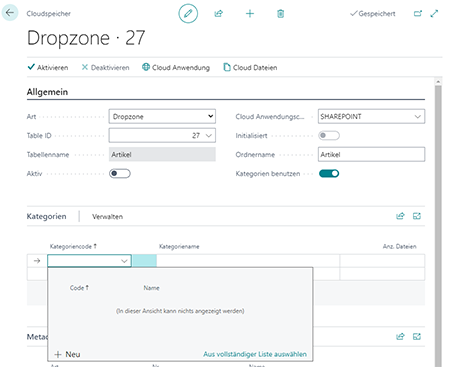 Cloudspeicher
Gespeichert
Dropzone · 27
Aktivieren Deaktivieren Cloud Anwendung Cloud Dateien
Allgemein
Art Dropzone Cloud Anwendungsc... SHAREPOINT
Table ID 27 Initialisiert
Tabellenname Artikel Ordnername Artikel
Aktiv Kategorien benutzen
Kategorien Verwalten
Kategoriencode ↑ Kategoriename Anz. Dateien
Code ↑ Name
(In dieser Ansicht kann nichts angezeigt werden)
Metad
+ Neu Aus vollständiger Liste auswählen